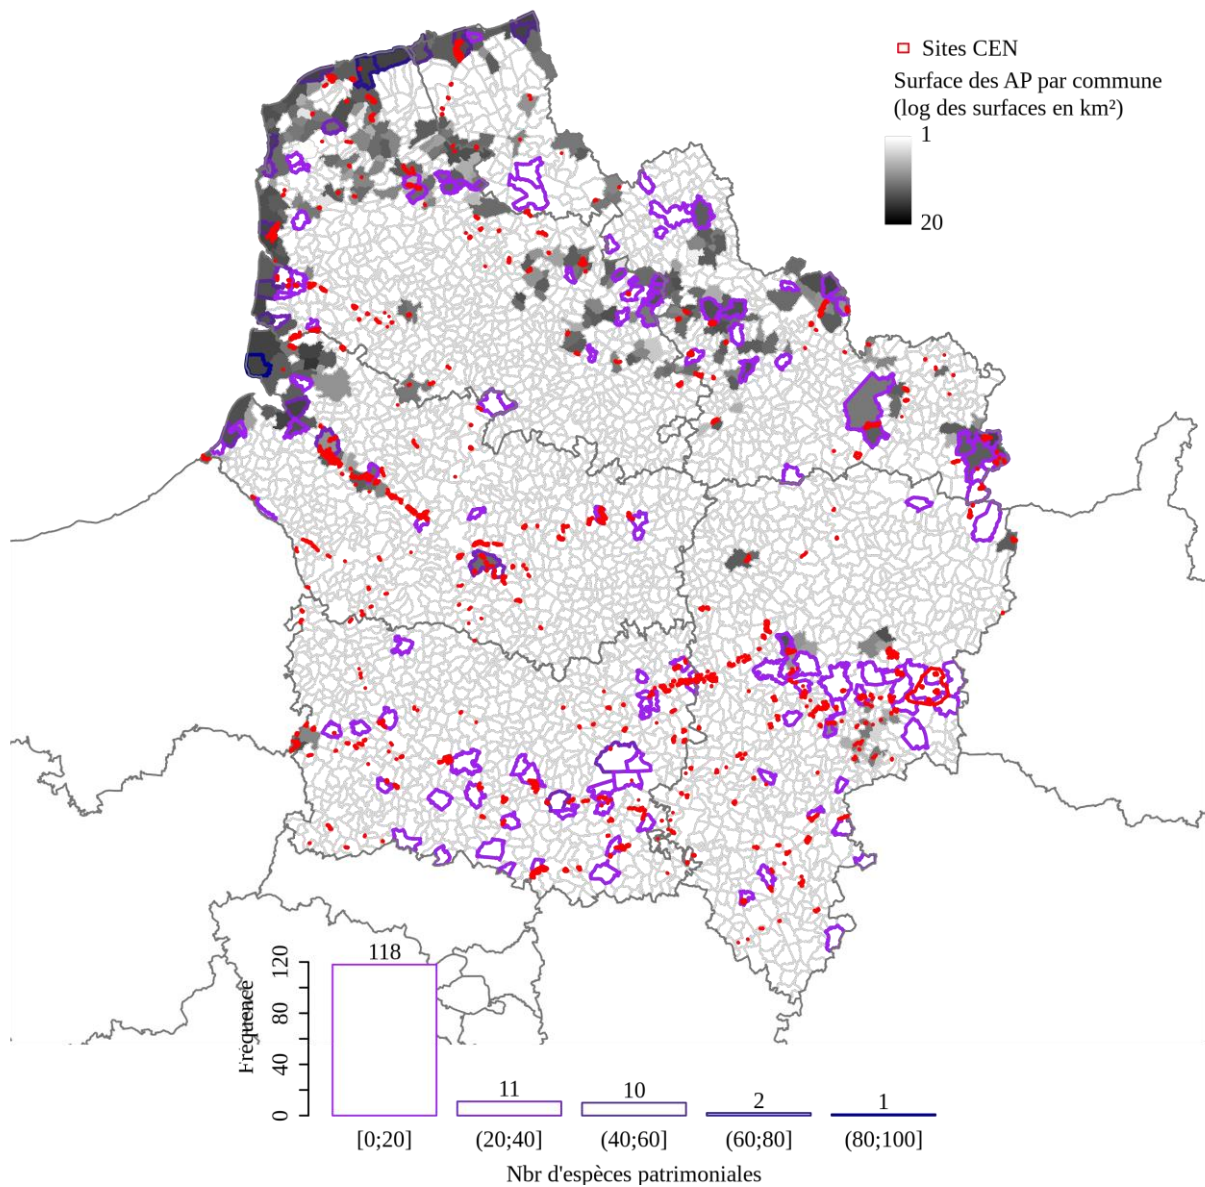 Sites CEN
Surface des AP par commune
(log des surfaces en km²)
1
20
Fréquence
0 40 80 120
118
11
10
2
1
[0;20] (20;40] (40;60] (60;80] (80;100]
Nbr d'espèces patrimoniales